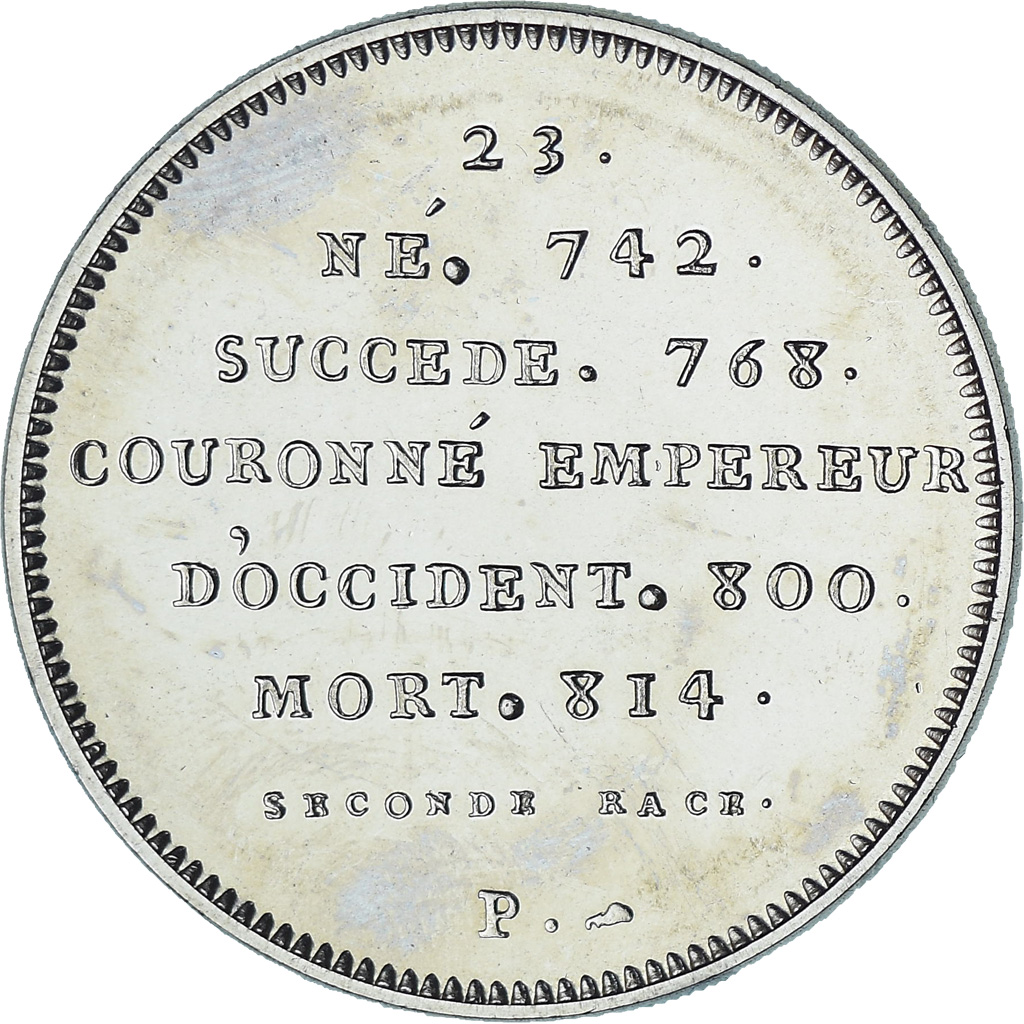 23.
NÉ. 742.
SUCCEDE. 768.
COURONNÉ EMPEREUR
D'OCCIDENT. 800.
MORT. 814.
SECONDE RACE.
P.